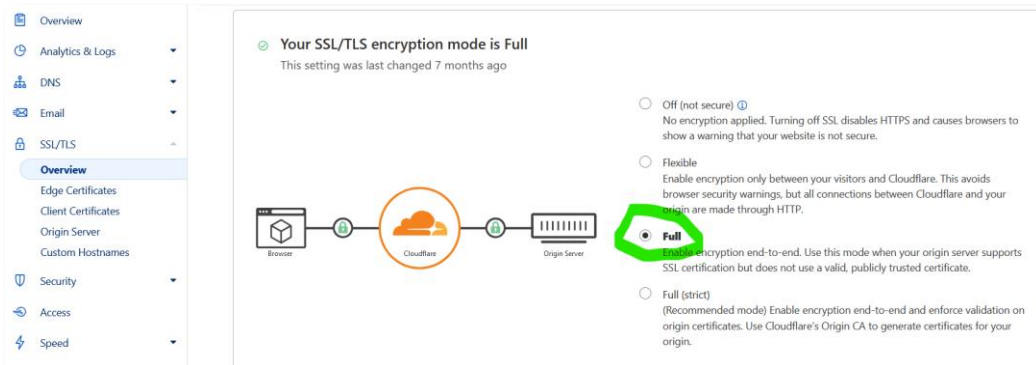 Overview
Analytics & Logs
DNS
Email
SSL/TLS
Overview
Edge Certificates
Client Certificates
Origin Server
Custom Hostnames
Security
Access
Speed
Your SSL/TLS encryption mode is Full
This setting was last changed 7 months ago
Browser
Cloudflare
Origin Server
Off (not secure)
No encryption applied. Turning off SSL disables HTTPS and causes browsers to
show a warning that your website is not secure.
Flexible
Enable encryption only between your visitors and Cloudflare. This avoids
browser security warnings, but all connections between Cloudflare and your
origin are made through HTTP.
Full
Enable encryption end-to-end. Use this mode when your origin server supports
SSL certification but does not use a valid, publicly trusted certificate.
Full (strict)
(Recommended mode) Enable encryption end-to-end and enforce validation on
origin certificates. Use Cloudflare's Origin CA to generate certificates for your
origin.